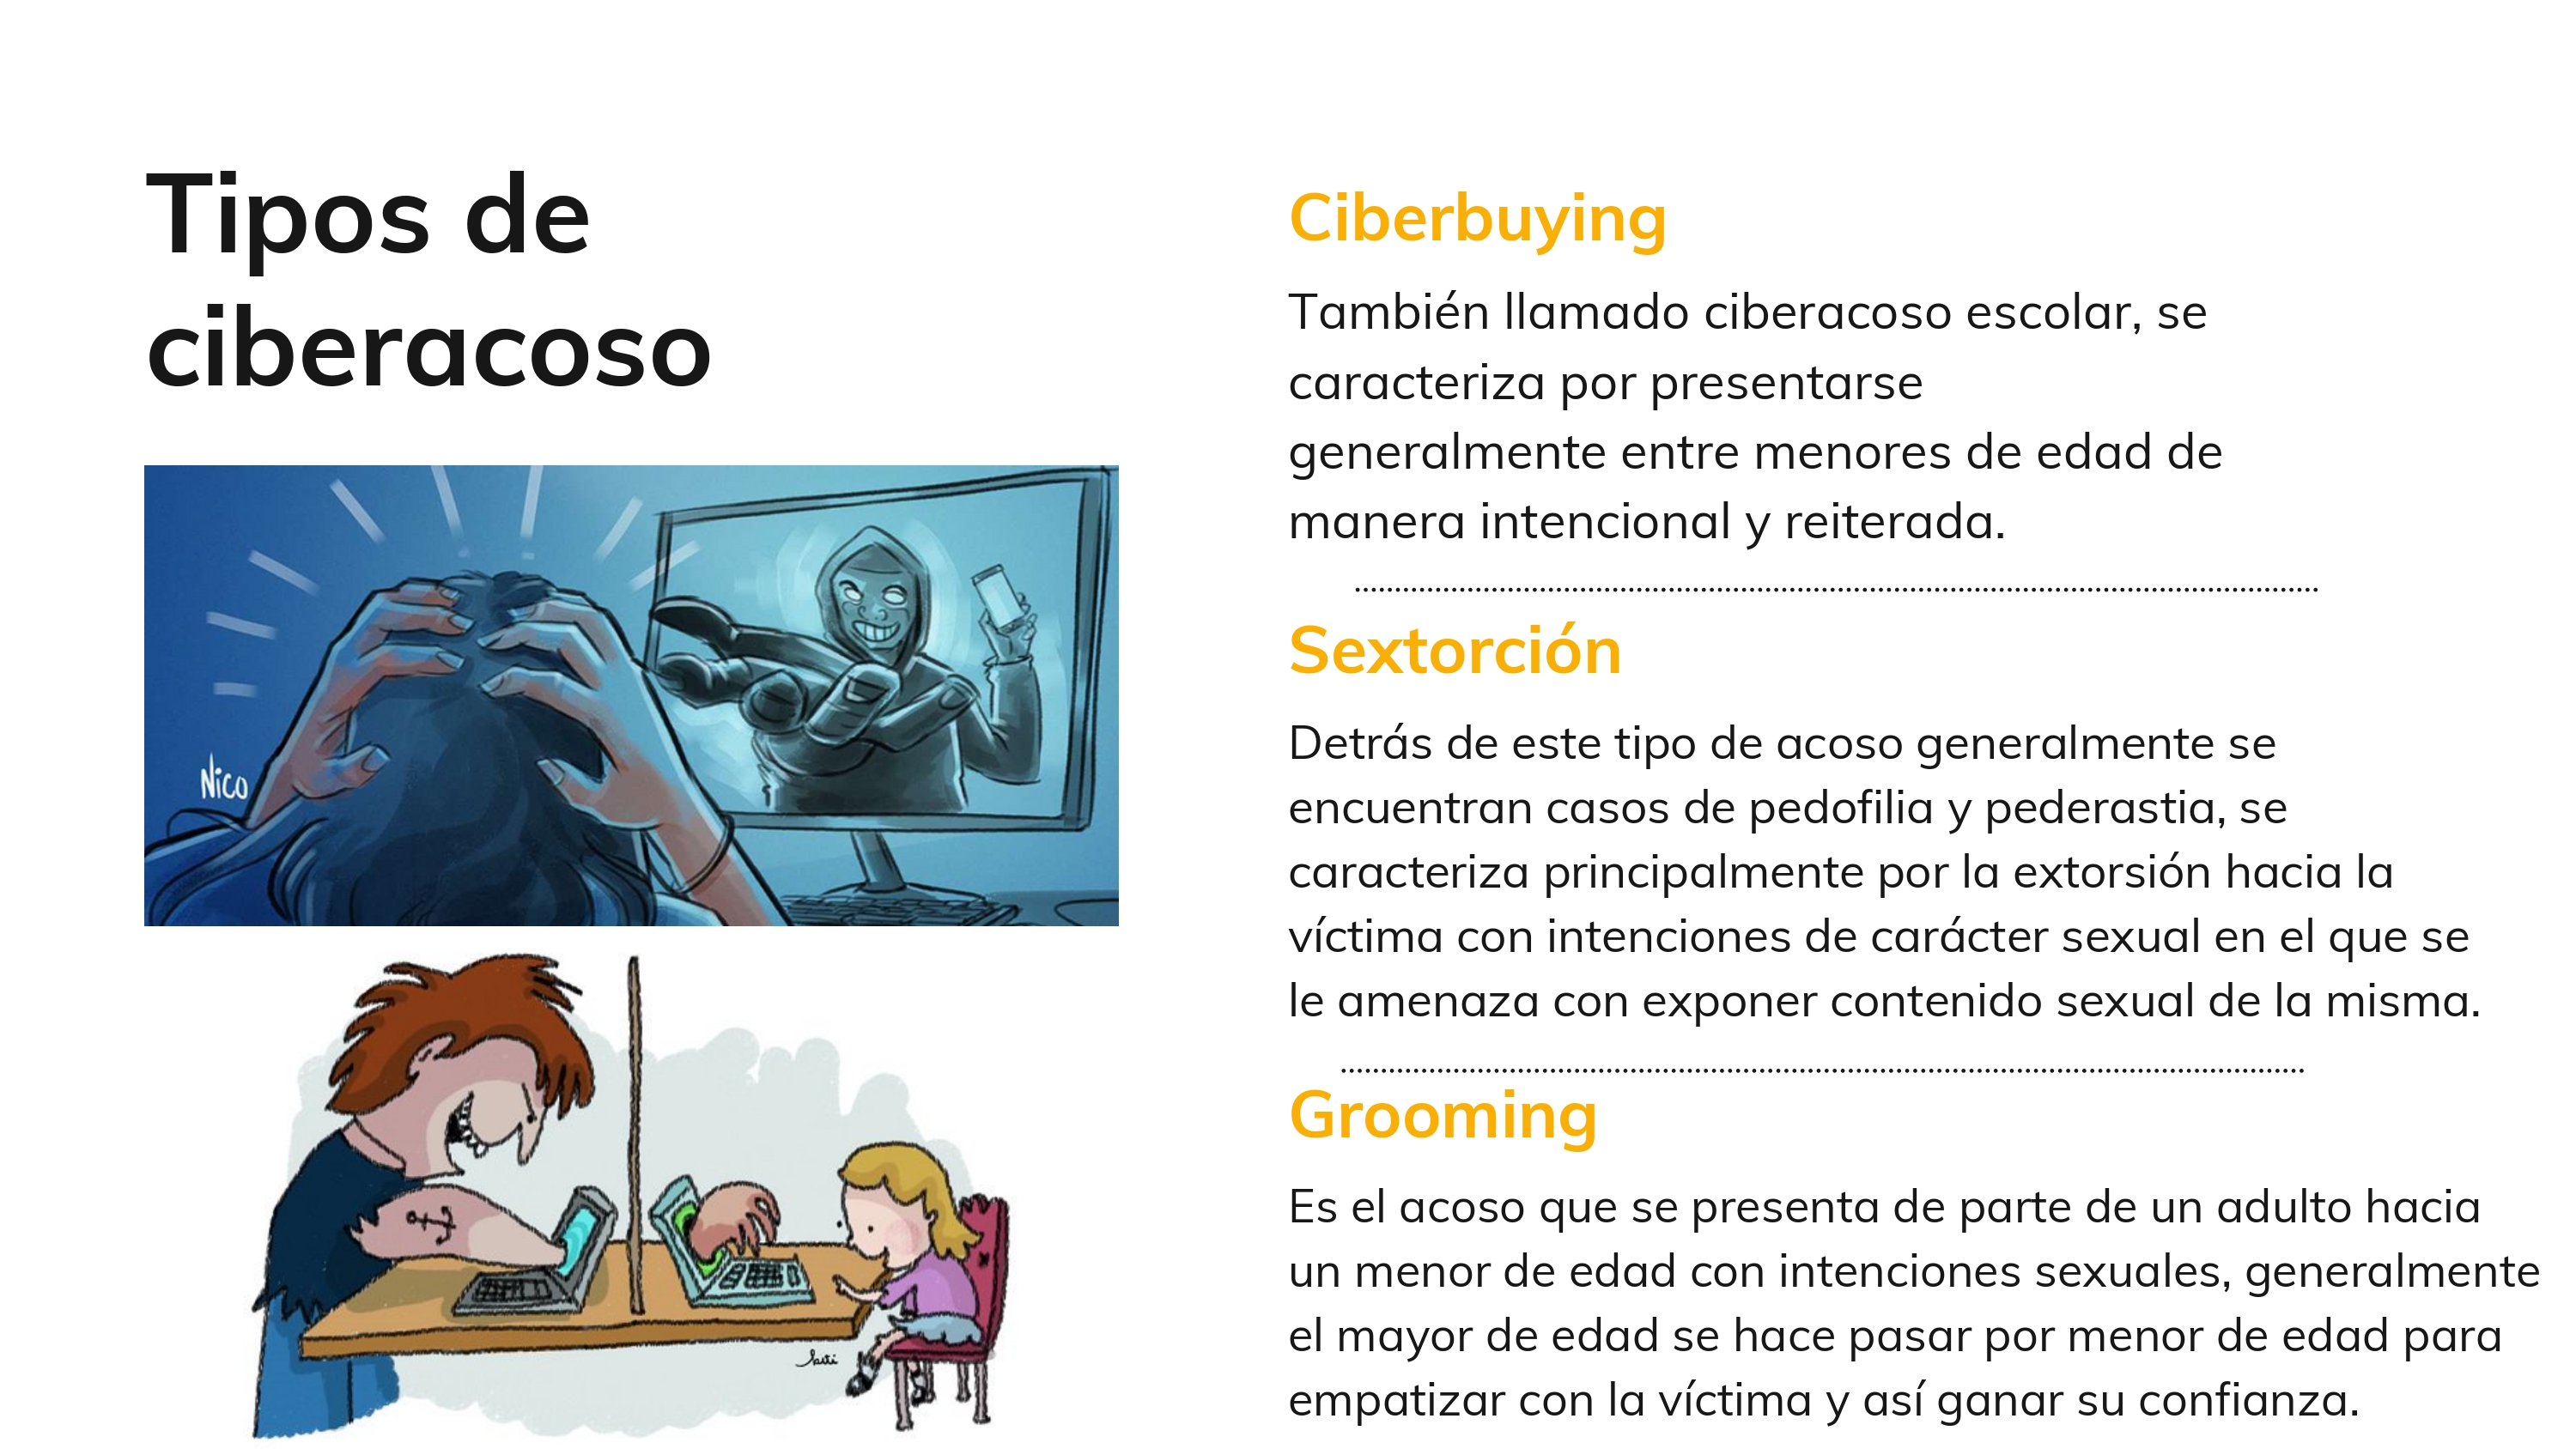 Tipos de
ciberacoso
Nico
Ciberbuying
También llamado ciberacoso escolar, se
caracteriza por presentarse
generalmente entre menores de edad de
manera intencional y reiterada.
Sextorción
Detrás de este tipo de acoso generalmente se
encuentran casos de pedofilia y pederastia, se
caracteriza principalmente por la extorsión hacia la
víctima con intenciones de carácter sexual en el que se
le amenaza con exponer contenido sexual de la misma.
Grooming
Es el acoso que se presenta de parte de un adulto hacia
un menor de edad con intenciones sexuales, generalmente
el mayor de edad se hace pasar por menor de edad para
empatizar con la víctima y así ganar su confianza.